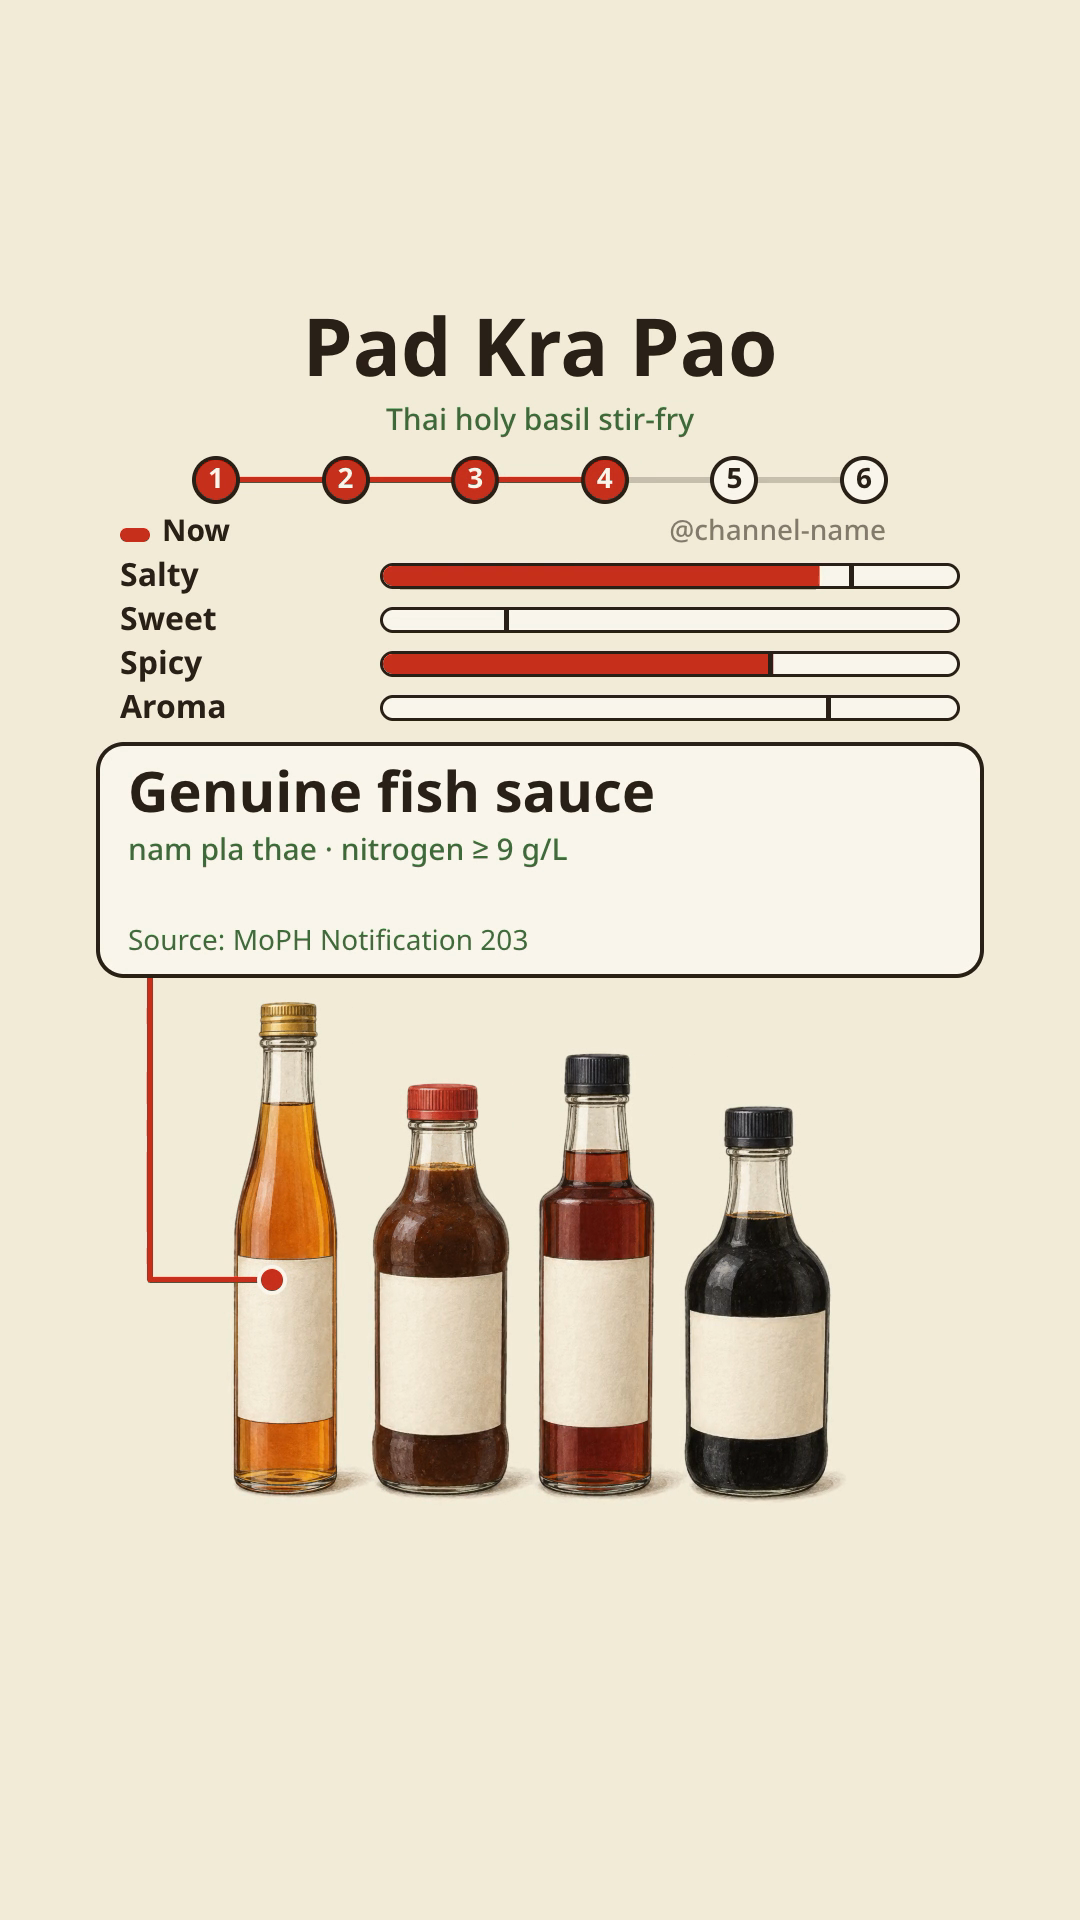 Pad Kra Pao
Thai holy basil stir-fry
1 2 3 4 5 6
Now @channel-name
Salty
Sweet
Spicy
Aroma
Genuine fish sauce
nam pla thae · nitrogen ≥ 9 g/L
Source: MoPH Notification 203